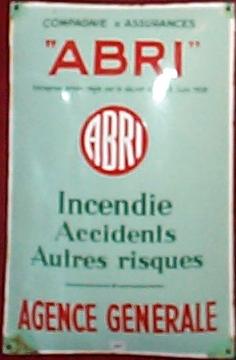 COMPAGNIE D'ASSURANCES
"ABRI"
ABRI
Incendie
Accidents
Autres risques
AGENCE GENERALE